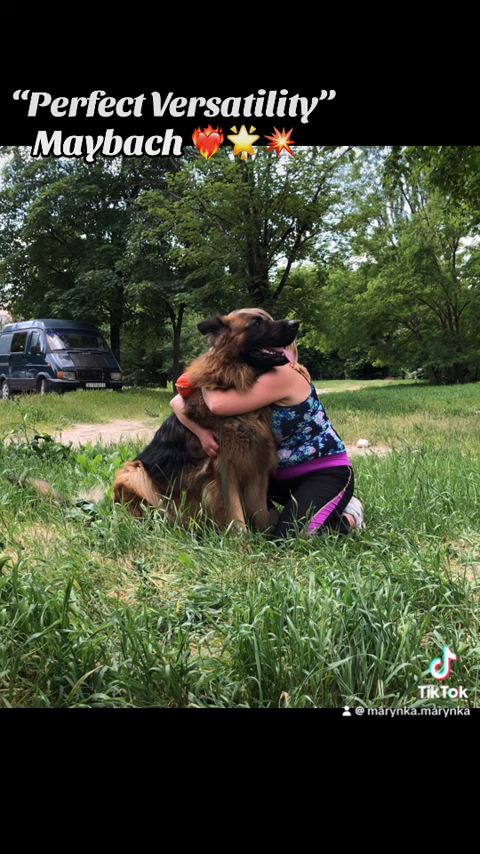 “Perfect Versatility”
Maybach ❤️‍🔥🌟💥
TikTok
@marynka.marynka